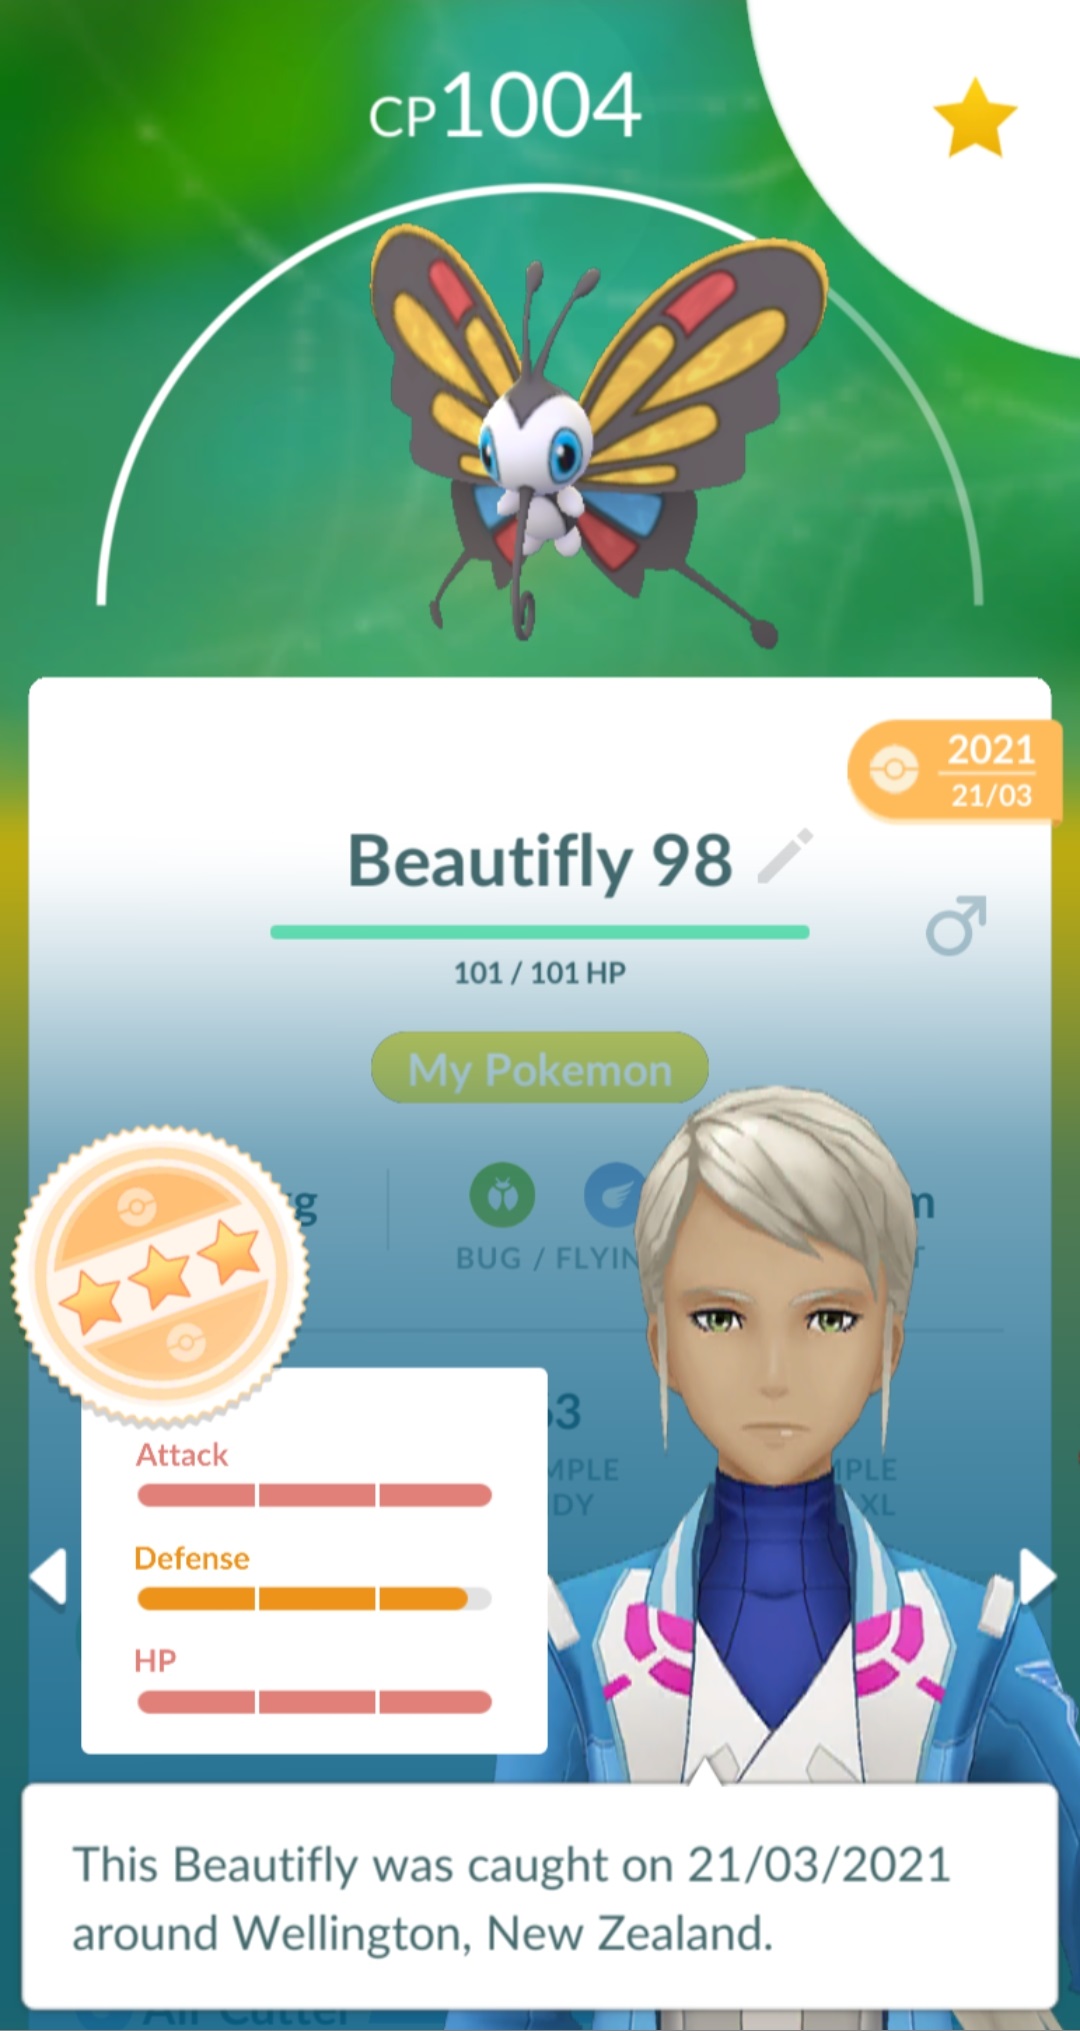 CP1004
2021
21/03
Beautifly 98
101 / 101 HP
My Pokemon
BUG /
Attack
Defense
HP
XL
This Beautifly was caught on 21/03/2021
around Wellington, New Zealand.